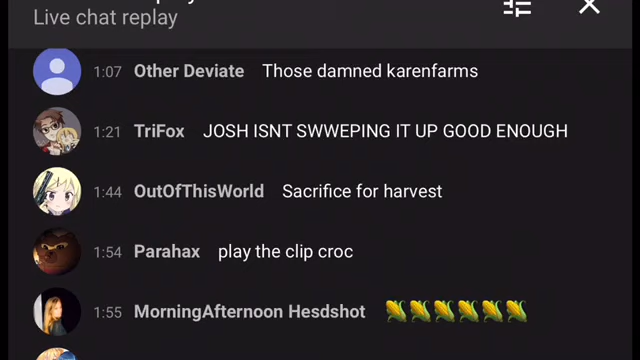 Live chat replay
1:07 Other Deviate Those damned karenfarms
1:21 TriFox JOSH ISNT SWWEPING IT UP GOOD ENOUGH
1:44 OutOfThisWorld Sacrifice for harvest
1:54 Parahax play the clip croc
1:55 MorningAfternoon Hesdshot 🌽🌽🌽🌽🌽🌽